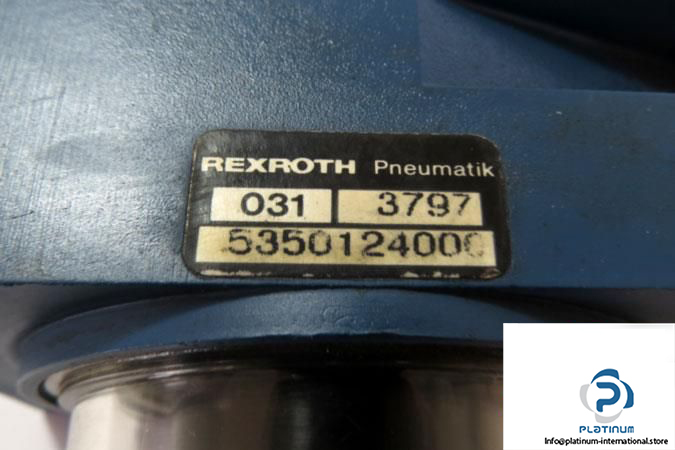 REXROTH Pneumatik
031 3797
5350124000
PLATINUM
Info@platinum-international.store